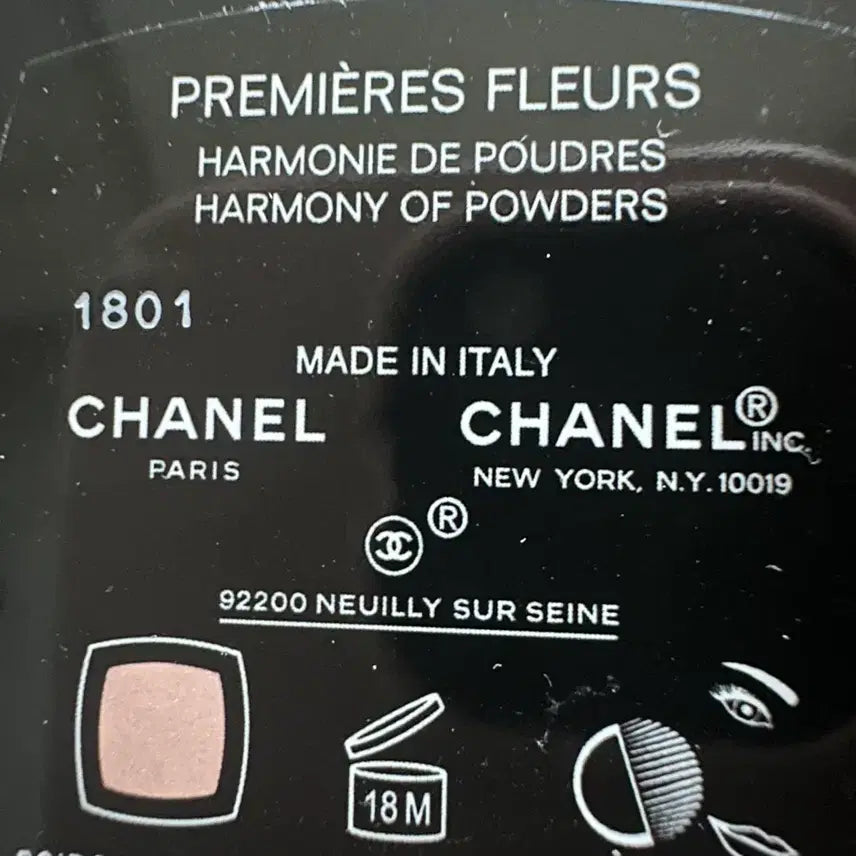 PREMIÈRES FLEURS
HARMONIE DE POUDRES
HARMONY OF POWDERS
1801
MADE IN ITALY
CHANEL CHANEL® INC.
PARIS NEW YORK, N.Y. 10019
®
92200 NEUILLY SUR SEINE
18M